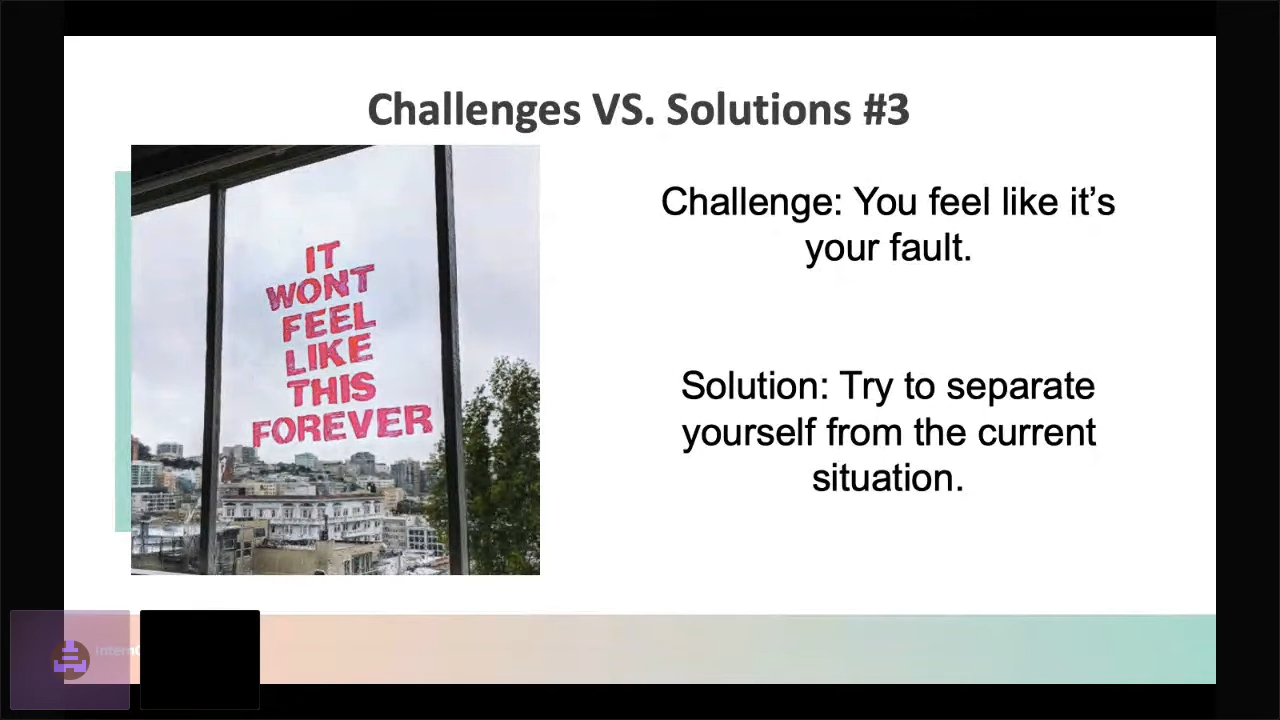 Challenges VS. Solutions #3
IT
WONT
FEEL
LIKE
THIS
FOREVER
Challenge: You feel like it’s
your fault.
Solution: Try to separate
yourself from the current
situation.